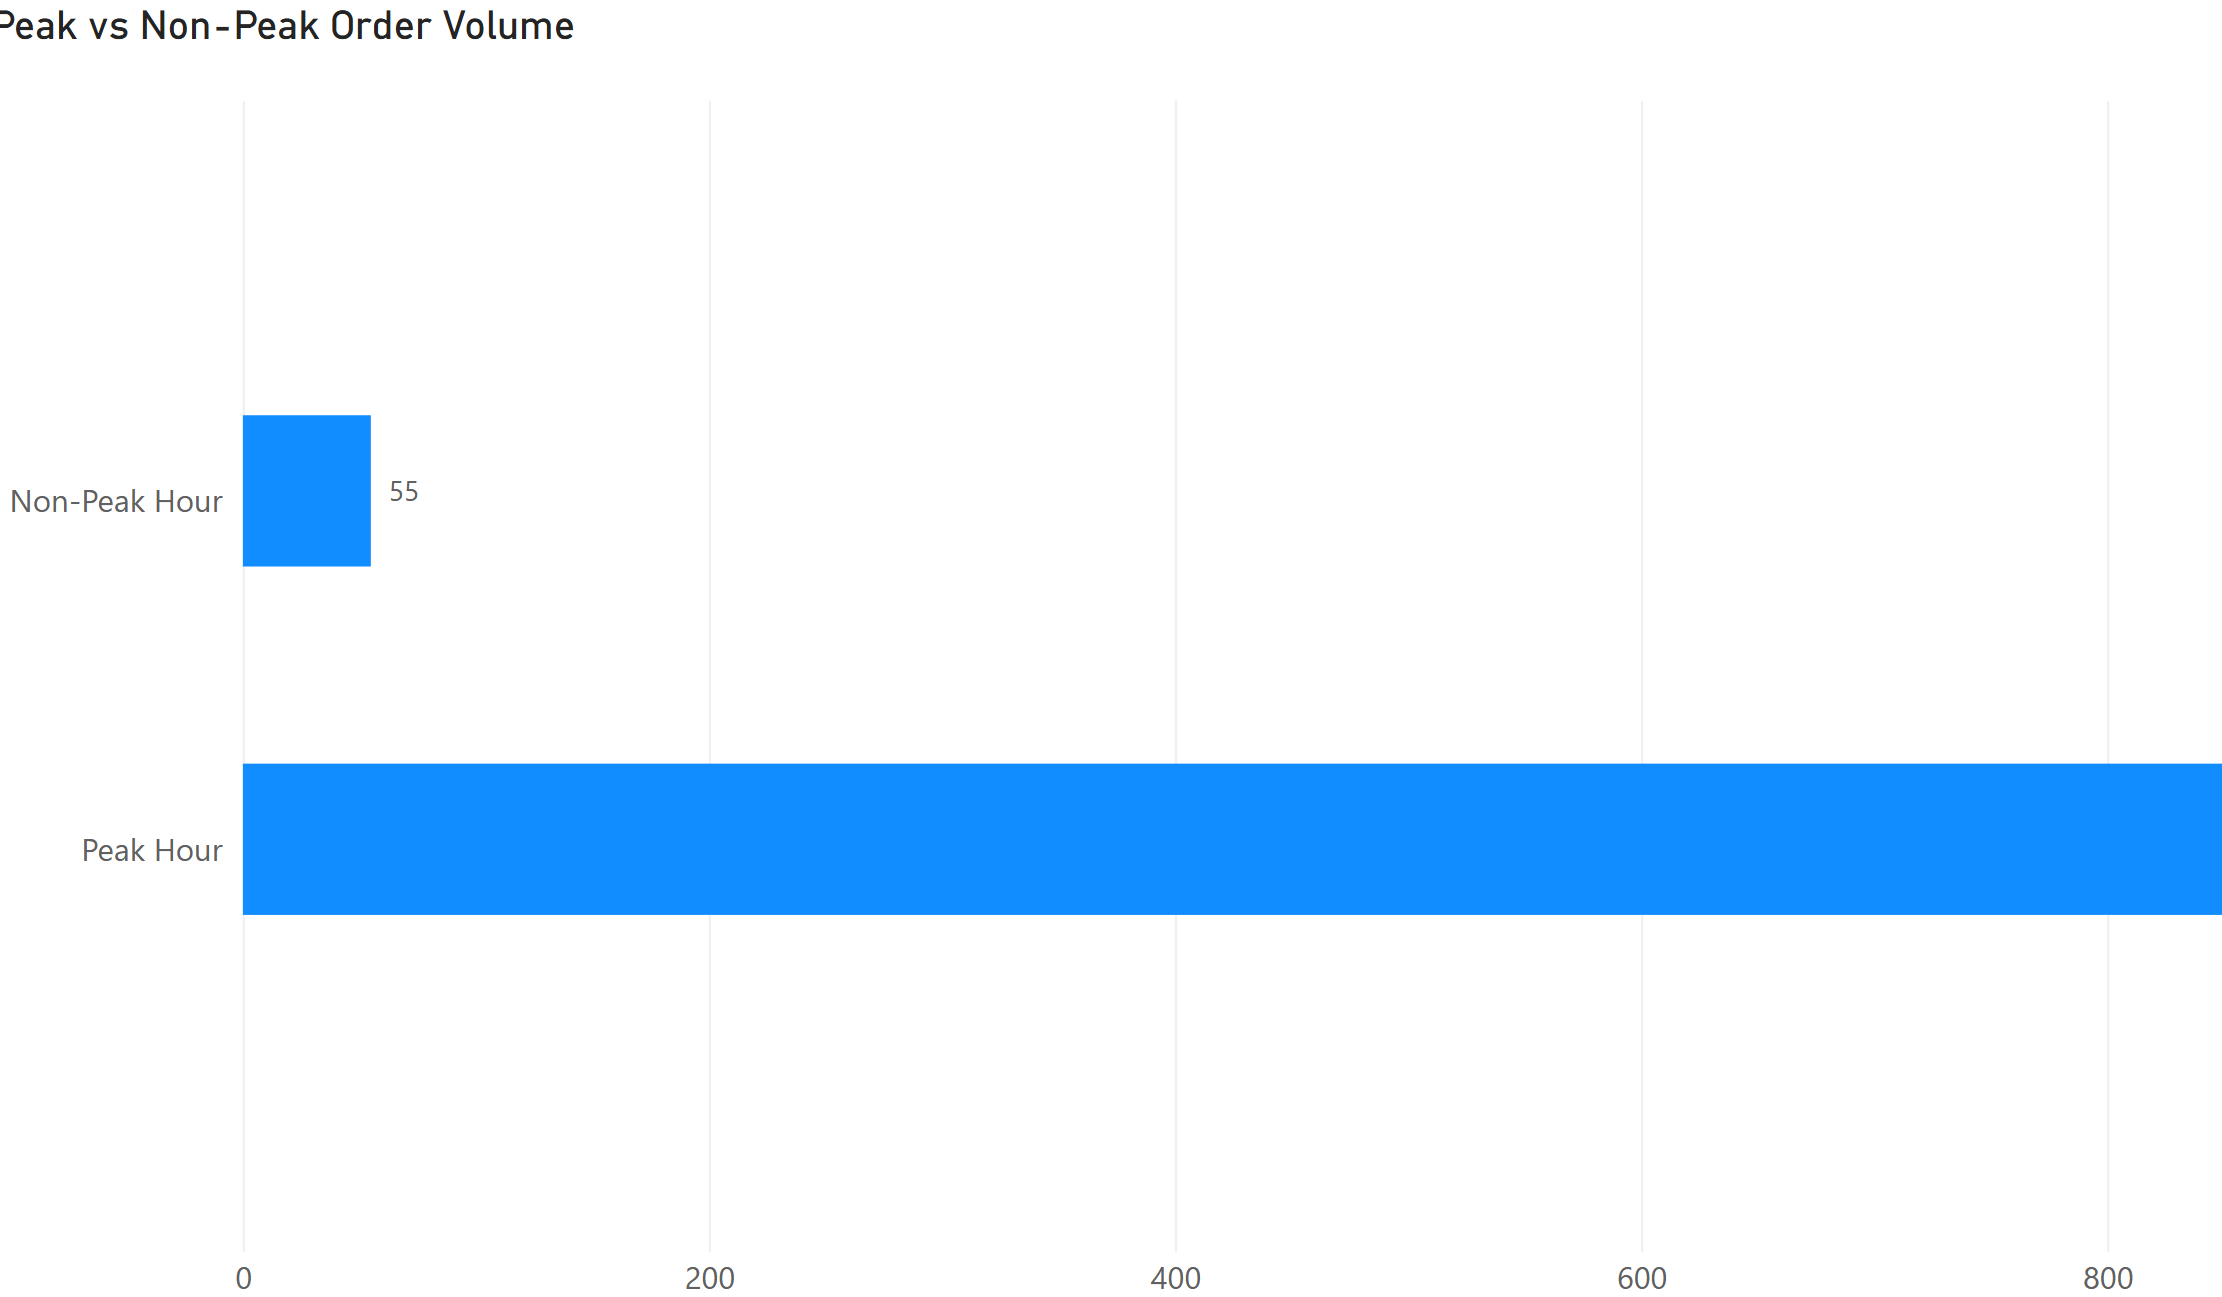 Peak vs Non-Peak Order Volume
Non-Peak Hour
55
Peak Hour
0 200 400 600 800